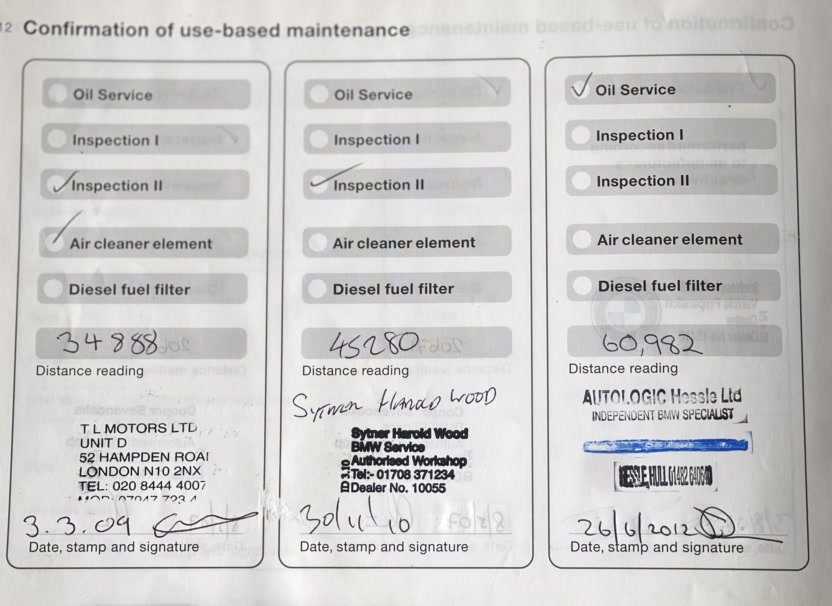 12 Confirmation of use-based maintenance
Oil Service
Inspection I
Inspection II
Air cleaner element
Diesel fuel filter
34888
Distance reading
T L MOTORS LTD
UNIT D
52 HAMPDEN ROAD
LONDON N10 2NX
TEL: 020 8444 4007
3.3.09
Date, stamp and signature
Oil Service
Inspection I
Inspection II
Air cleaner element
Diesel fuel filter
45280
Distance reading
SYTNER HAROLD WOOD
Sytner Harold Wood
BMW Service
Authorised Workshop
Tel:- 01708 371234
Dealer No. 10055
30/11/10
Date, stamp and signature
Oil Service
Inspection I
Inspection II
Air cleaner element
Diesel fuel filter
60,982
Distance reading
AUTOLOGIC Hessle Ltd
INDEPENDENT BMW SPECIALIST
HESSLE, HULL
26/6/2012
Date, stamp and signature